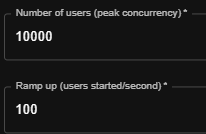 Number of users (peak concurrency) *
10000
Ramp up (users started/second) *
100